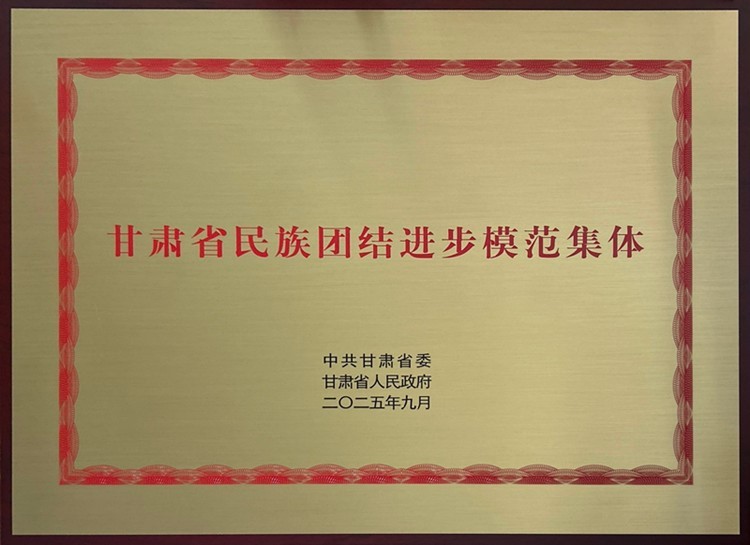 甘肃省民族团结进步模范集体
中共甘肃省委
甘肃省人民政府
二〇二五年九月